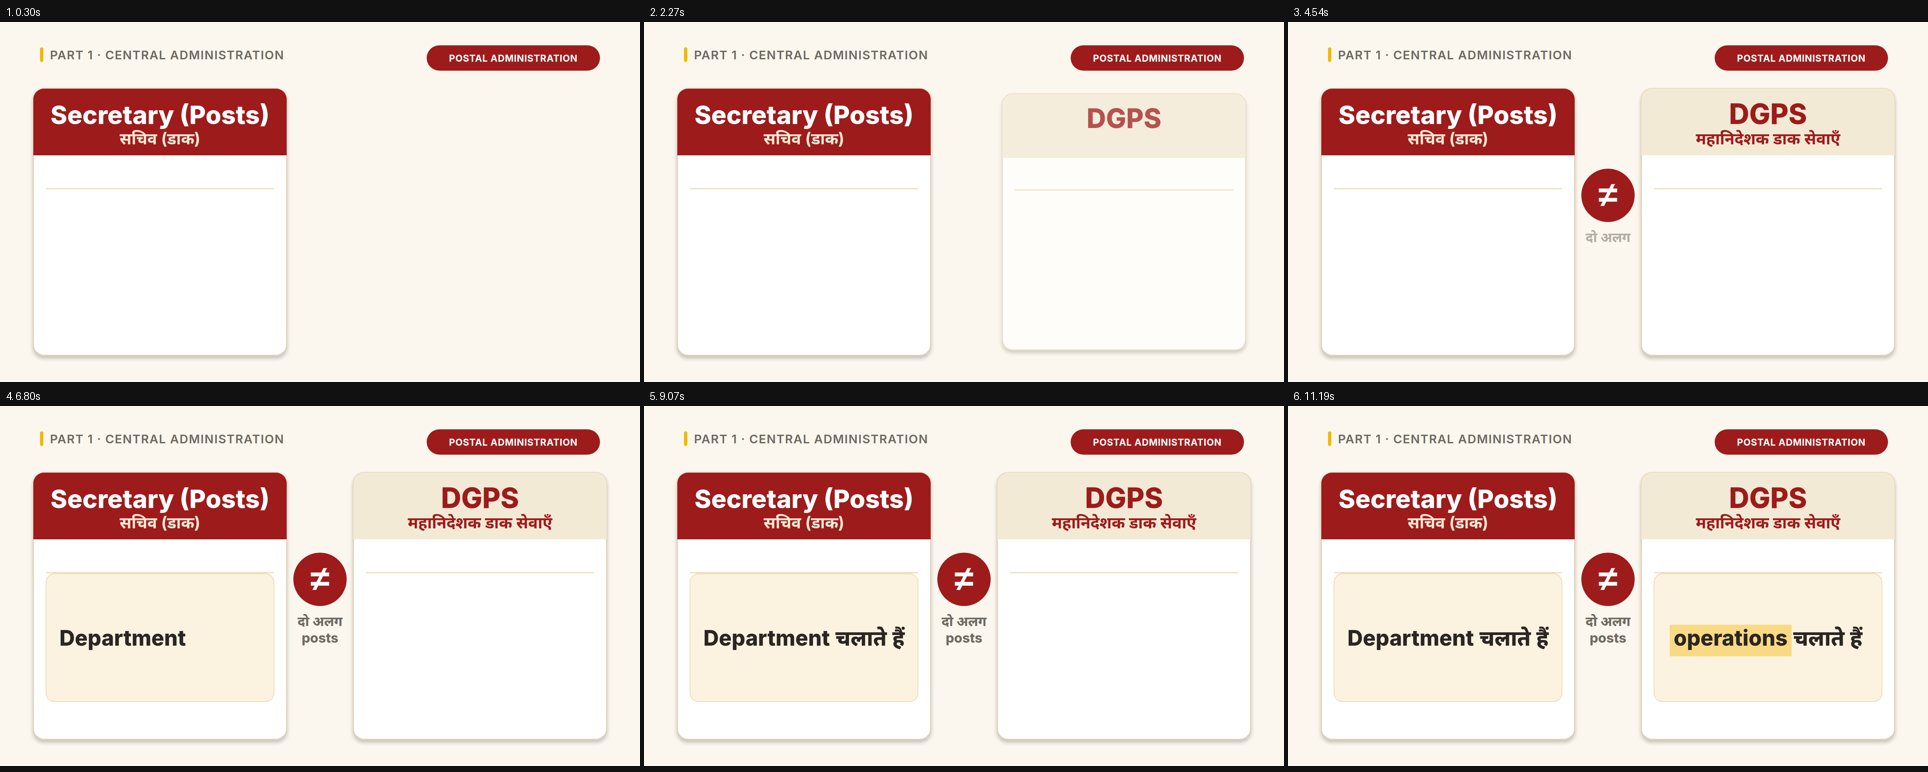 1. 0.30s
PART 1 · CENTRAL ADMINISTRATION
POSTAL ADMINISTRATION
Secretary (Posts)
सचिव (डाक)
2. 2.27s
PART 1 · CENTRAL ADMINISTRATION
POSTAL ADMINISTRATION
Secretary (Posts)
सचिव (डाक)
DGPS
3. 4.54s
PART 1 · CENTRAL ADMINISTRATION
POSTAL ADMINISTRATION
Secretary (Posts)
सचिव (डाक)
≠
दो अलग
DGPS
महानिदेशक डाक सेवाएँ
4. 6.80s
PART 1 · CENTRAL ADMINISTRATION
POSTAL ADMINISTRATION
Secretary (Posts)
सचिव (डाक)
Department
≠
दो अलग
posts
DGPS
महानिदेशक डाक सेवाएँ
5. 9.07s
PART 1 · CENTRAL ADMINISTRATION
POSTAL ADMINISTRATION
Secretary (Posts)
सचिव (डाक)
Department चलाते हैं
≠
दो अलग
posts
DGPS
महानिदेशक डाक सेवाएँ
6. 11.19s
PART 1 · CENTRAL ADMINISTRATION
POSTAL ADMINISTRATION
Secretary (Posts)
सचिव (डाक)
Department चलाते हैं
≠
दो अलग
posts
DGPS
महानिदेशक डाक सेवाएँ
operations चलाते हैं